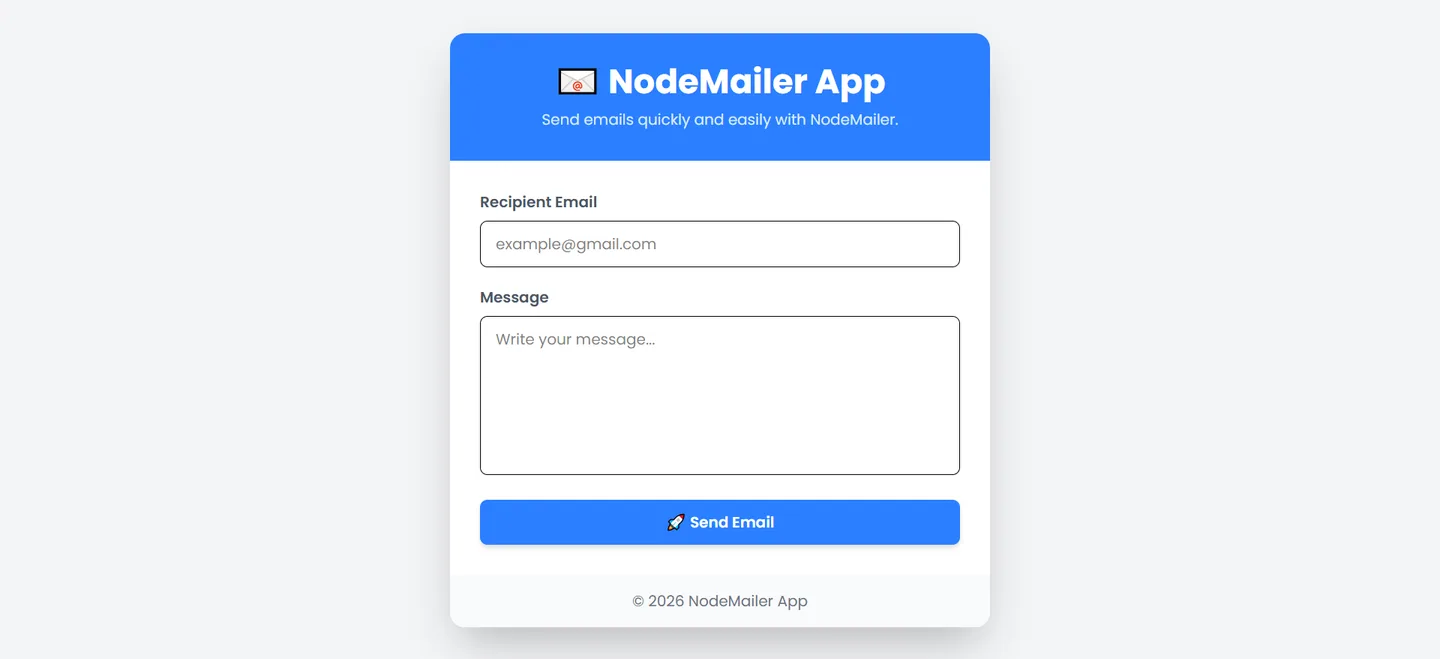 📧 NodeMailer App
Send emails quickly and easily with NodeMailer.
Recipient Email
example@gmail.com
Message
Write your message...
🚀 Send Email
© 2026 NodeMailer App